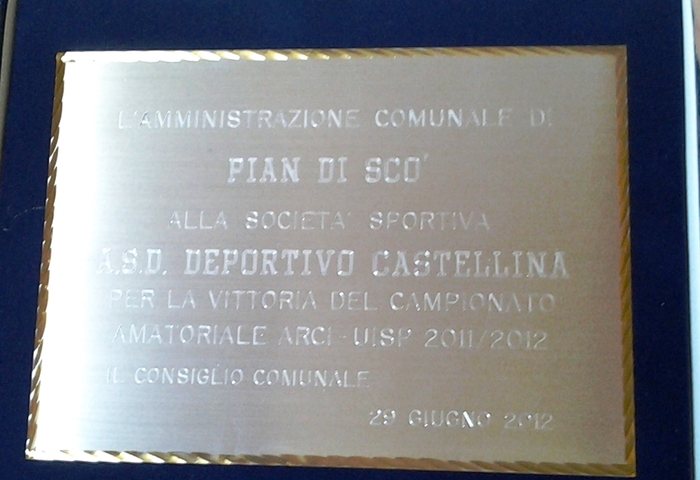 L'AMMINISTRAZIONE COMUNALE DI
PIAN DI SCO'
ALLA SOCIETA' SPORTIVA
A.S.D. DEPORTIVO CASTELLINA
PER LA VITTORIA DEL CAMPIONATO
AMATORIALE ARCI-UISP 2011/2012
IL CONSIGLIO COMUNALE
29 GIUGNO 2012